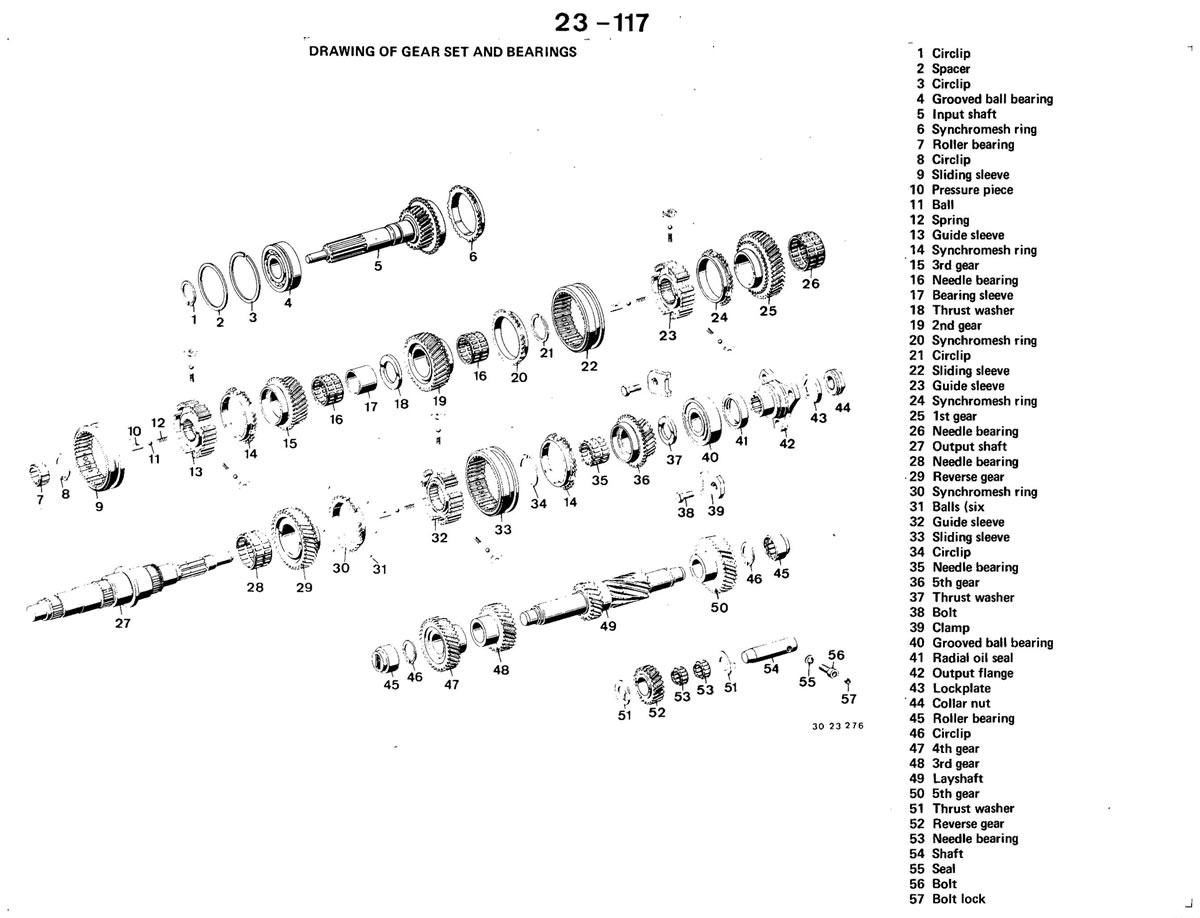 23-117
DRAWING OF GEAR SET AND BEARINGS
1 Circlip
2 Spacer
3 Circlip
4 Grooved ball bearing
5 Input shaft
6 Synchromesh ring
7 Roller bearing
8 Circlip
9 Sliding sleeve
10 Pressure piece
11 Ball
12 Spring
13 Guide sleeve
14 Synchromesh ring
15 3rd gear
16 Needle bearing
17 Bearing sleeve
18 Thrust washer
19 2nd gear
20 Synchromesh ring
21 Circlip
22 Sliding sleeve
23 Guide sleeve
24 Synchromesh ring
25 1st gear
26 Needle bearing
27 Output shaft
28 Needle bearing
29 Reverse gear
30 Synchromesh ring
31 Balls (six
32 Guide sleeve
33 Sliding sleeve
34 Circlip
35 Needle bearing
36 5th gear
37 Thrust washer
38 Bolt
39 Clamp
40 Grooved ball bearing
41 Radial oil seal
42 Output flange
43 Lockplate
44 Collar nut
45 Roller bearing
46 Circlip
47 4th gear
48 3rd gear
49 Layshaft
50 5th gear
51 Thrust washer
52 Reverse gear
53 Needle bearing
54 Shaft
55 Seal
56 Bolt
57 Bolt lock
1
2
3
4
5
6
7
8
9
10
11
12
13
14
15
16
17
18
19
16
20
21
22
23
24
25
26
27
28
29
30
31
32
33
34
14
35
36
37
38
39
40
41
42
43
44
45
46
47
48
49
50
46
45
51
52
53
53
51
54
55
56
57
30 23 276